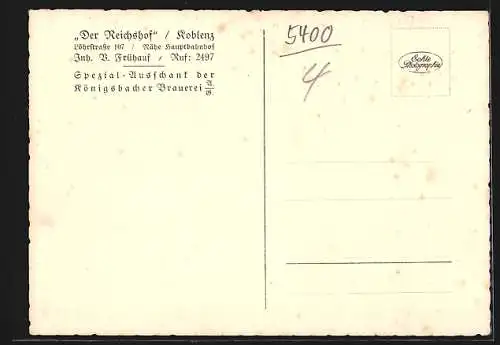 „Der Reichshof“ / Koblenz
Löhrstraße 107 / Nähe Hauptbahnhof
Inh. V. Frühauf / Ruf: 2497
Spezial-Ausschank der
Königsbacher Brauerei A.G.
5400
4
Echte
Photographie